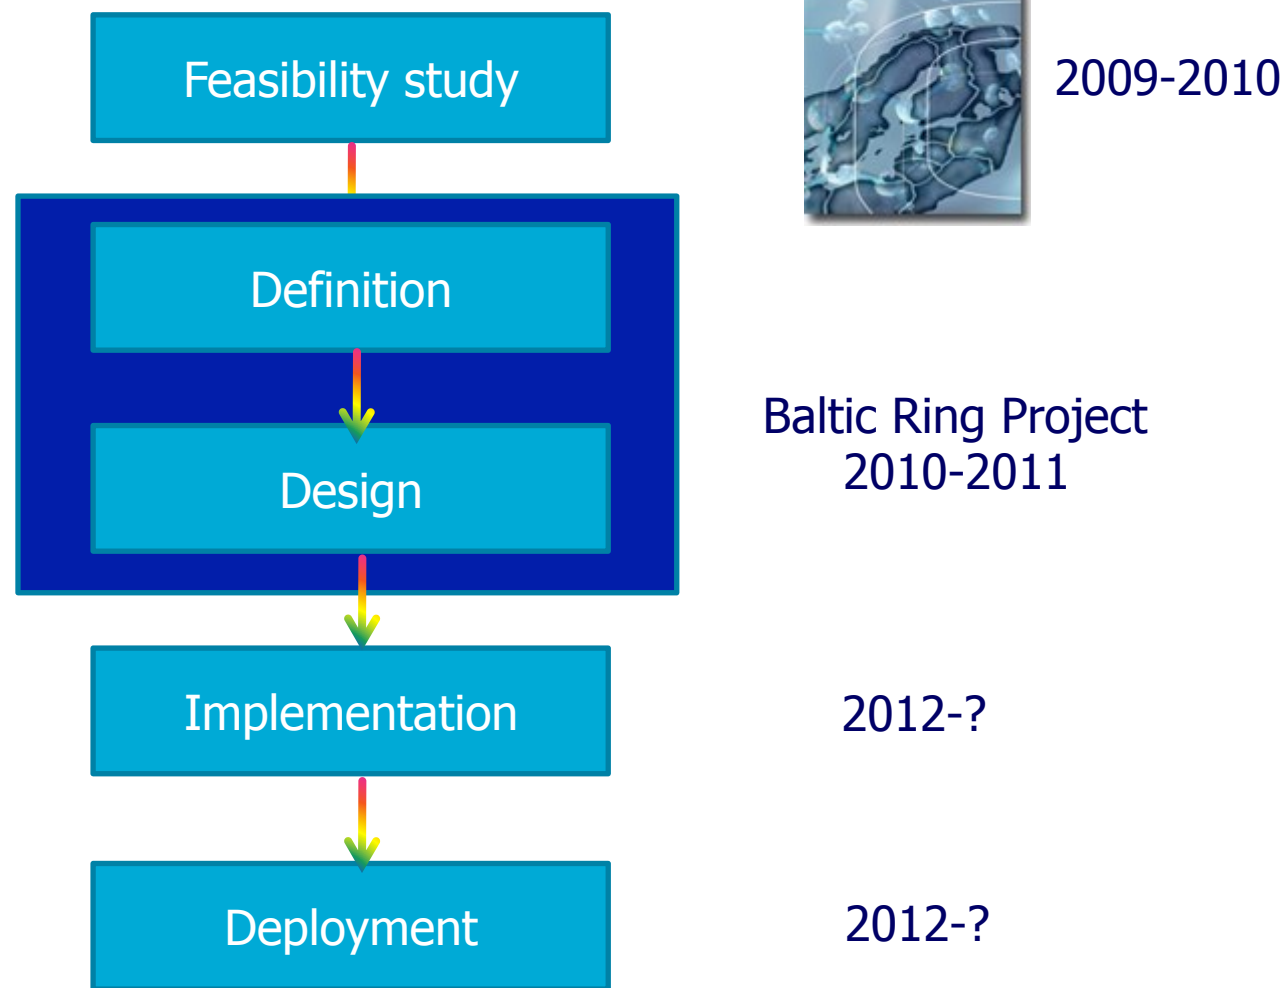 Feasibility study
2009-2010
Definition
Baltic Ring Project
2010-2011
Design
Implementation
2012-?
Deployment
2012-?